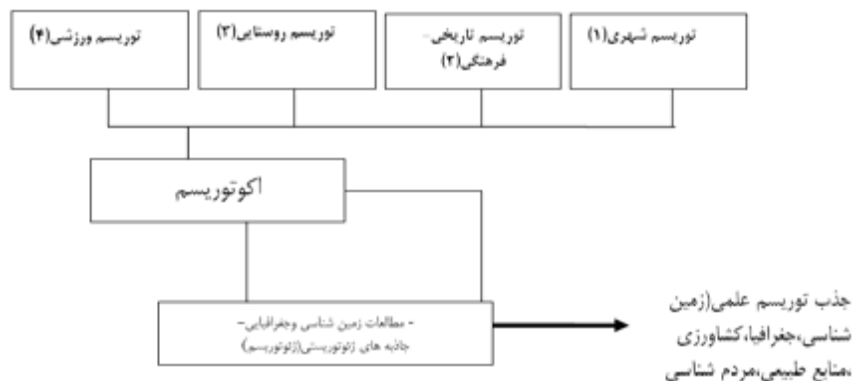 توریسم شهری(۱)
توریسم تاریخی-
فرهنگی(۲)
توریسم روستایی(۳)
توریسم ورزشی(۴)
اکوتوریسم
- مطالعات زمین شناسی وجغرافیایی-
جاذبه های ژئوتوریستی(ژئوتوریسم)
جذب توریسم علمی(زمین
شناسی،جغرافیا،کشاورزی
،منابع طبیعی،مردم شناسی